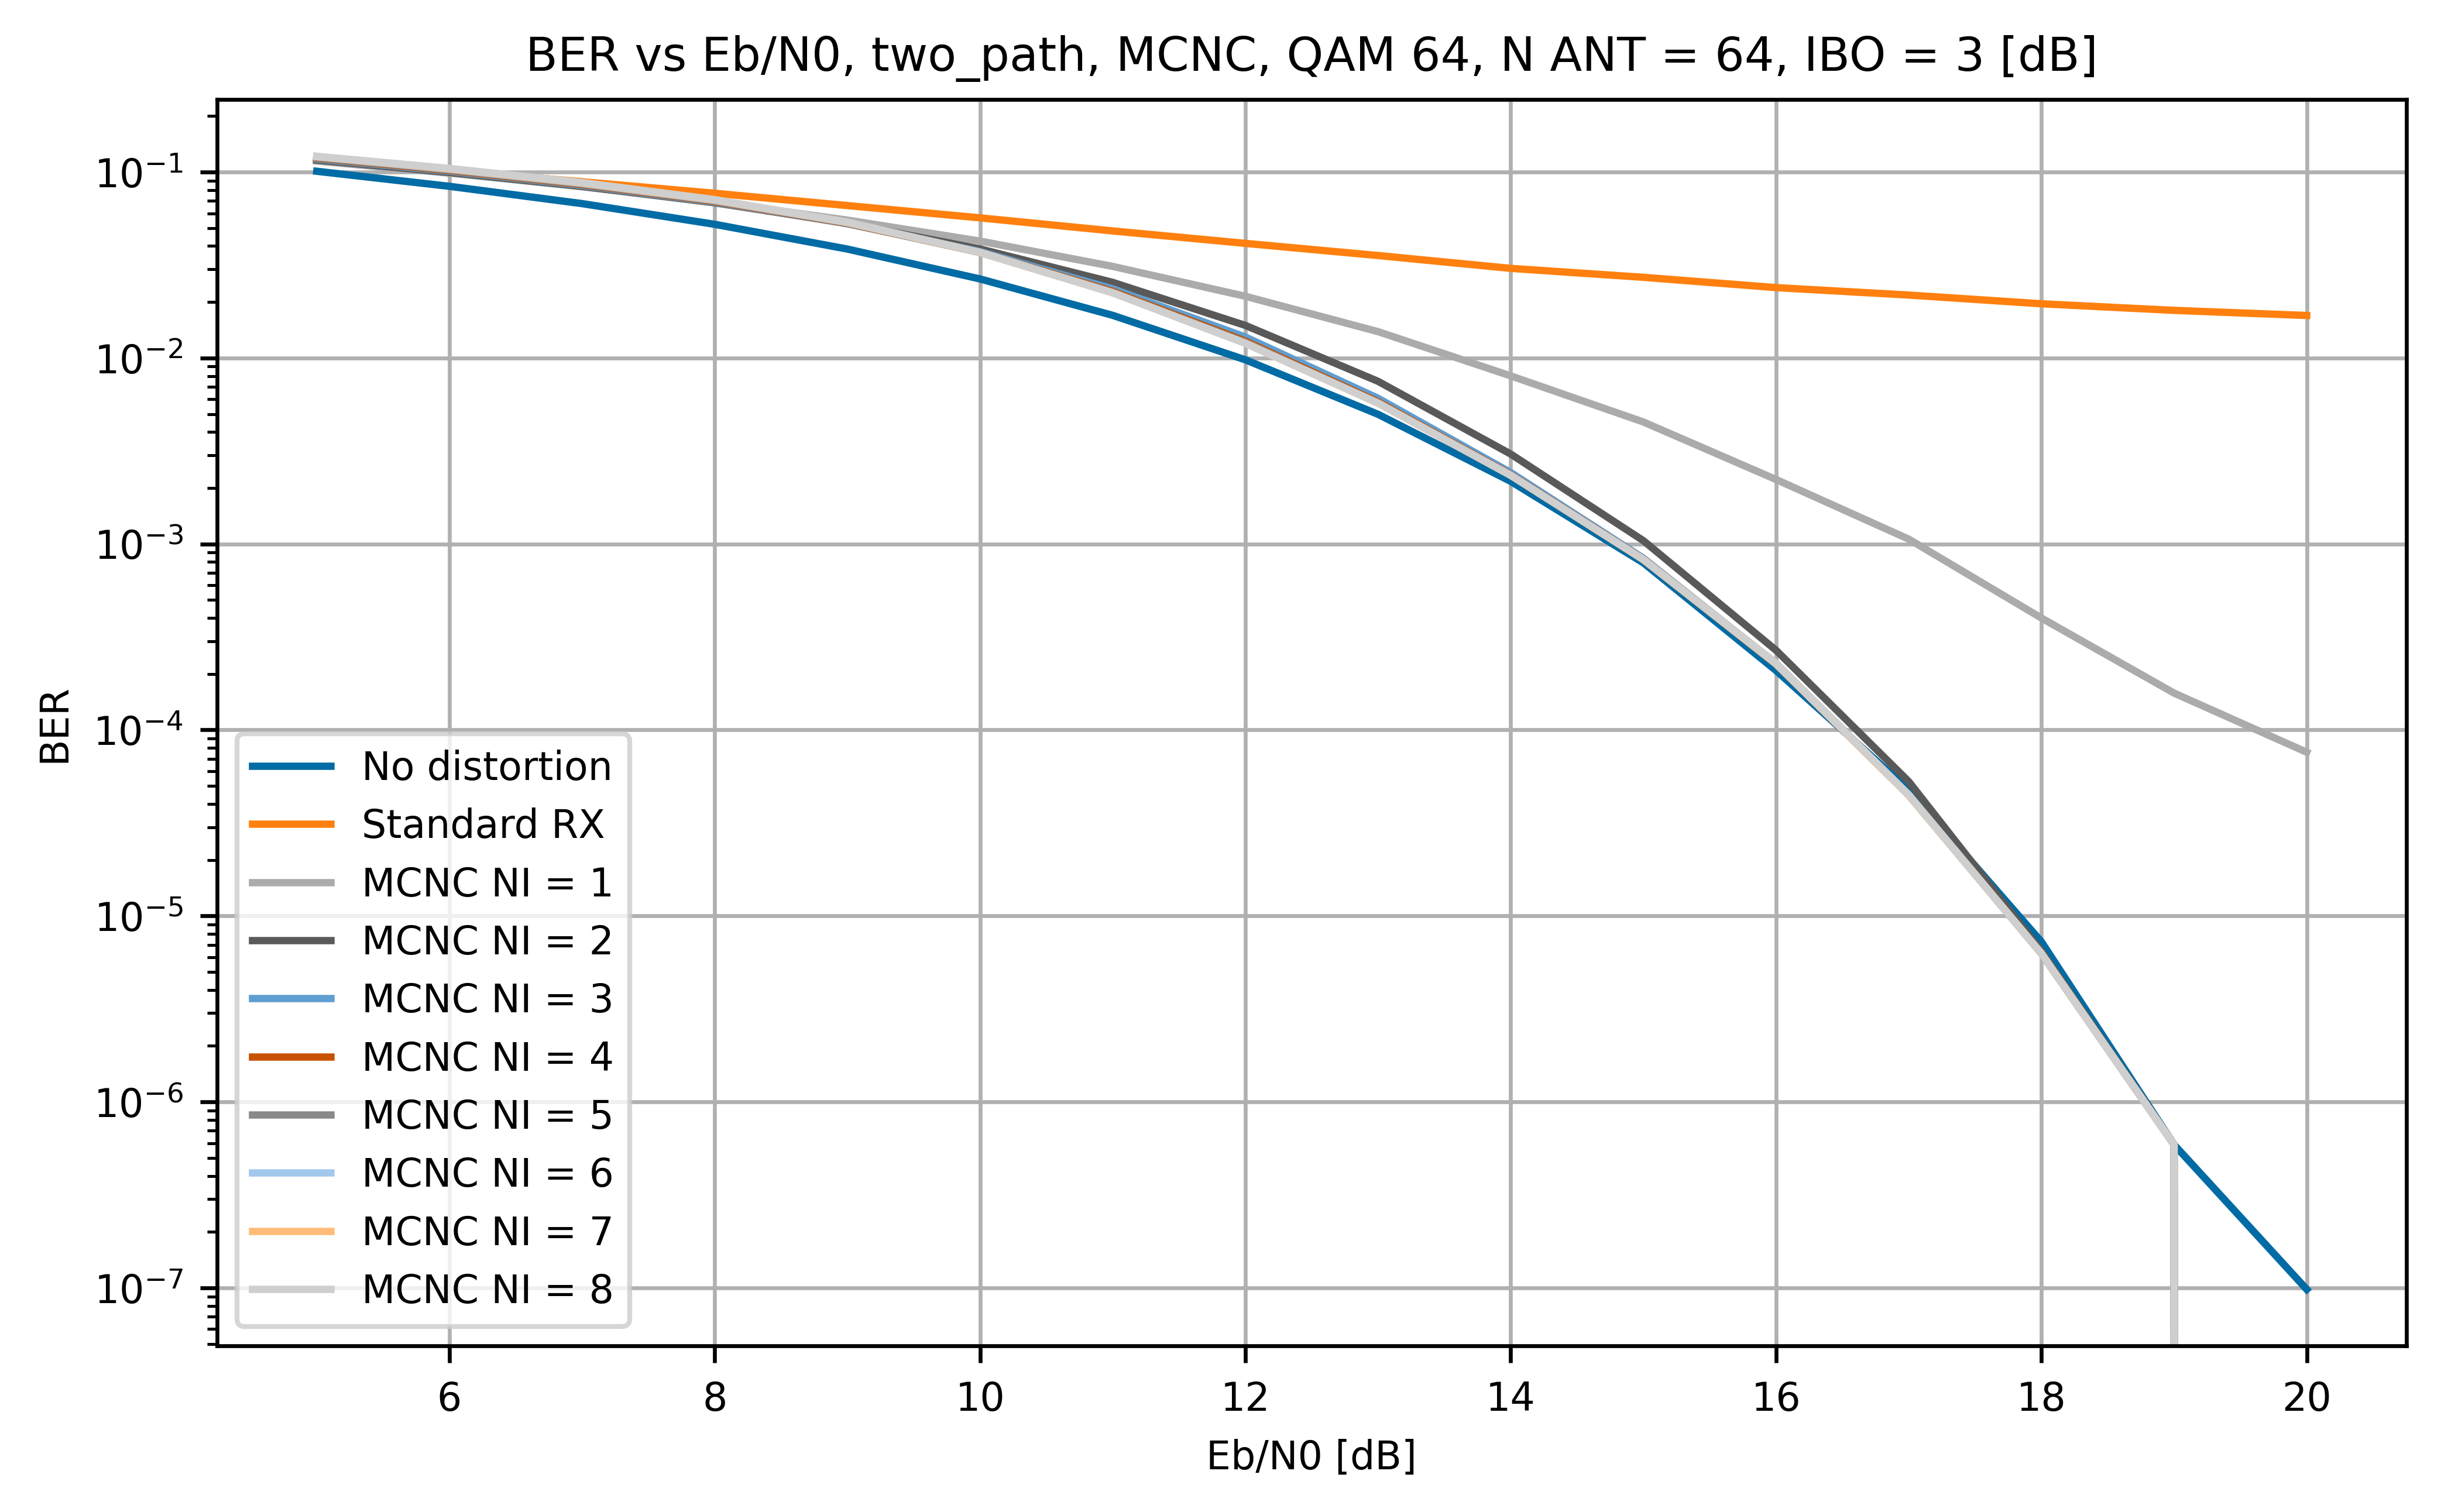 BER vs Eb/N0, two_path, MCNC, QAM 64, N ANT = 64, IBO = 3 [dB]
10⁻¹
10⁻²
10⁻³
10⁻⁴
10⁻⁵
10⁻⁶
10⁻⁷
BER
No distortion
Standard RX
MCNC NI = 1
MCNC NI = 2
MCNC NI = 3
MCNC NI = 4
MCNC NI = 5
MCNC NI = 6
MCNC NI = 7
MCNC NI = 8
6 8 10 12 14 16 18 20
Eb/N0 [dB]